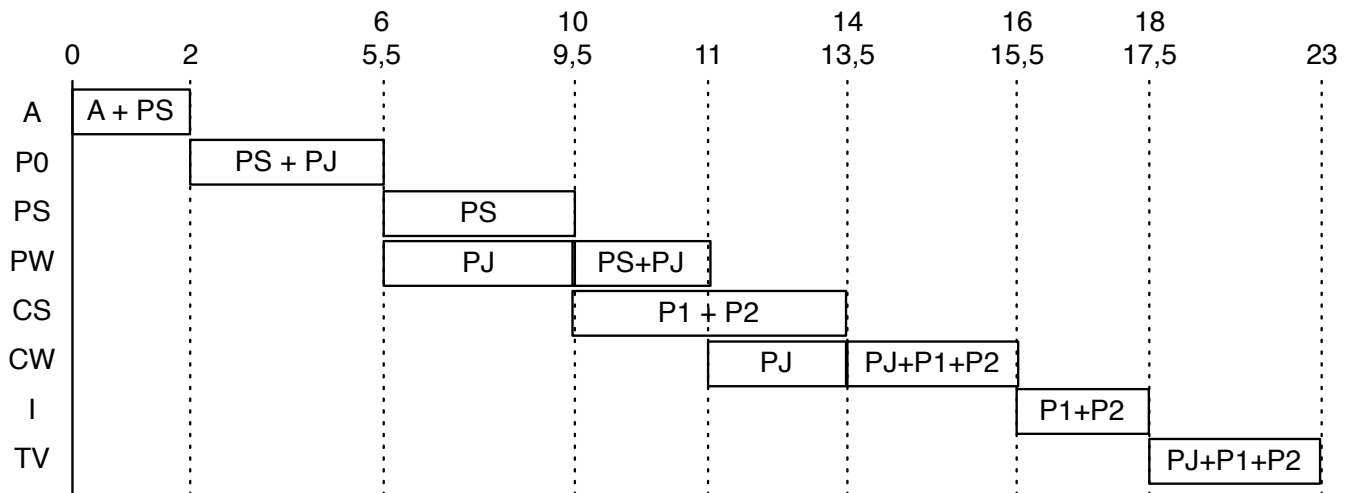 6 10 14 16 18
0 2 5,5 9,5 11 13,5 15,5 17,5 23
A A + PS
P0 PS + PJ
PS PS
PW PJ PS+PJ
CS P1 + P2
CW PJ PJ+P1+P2
I P1+P2
TV PJ+P1+P2